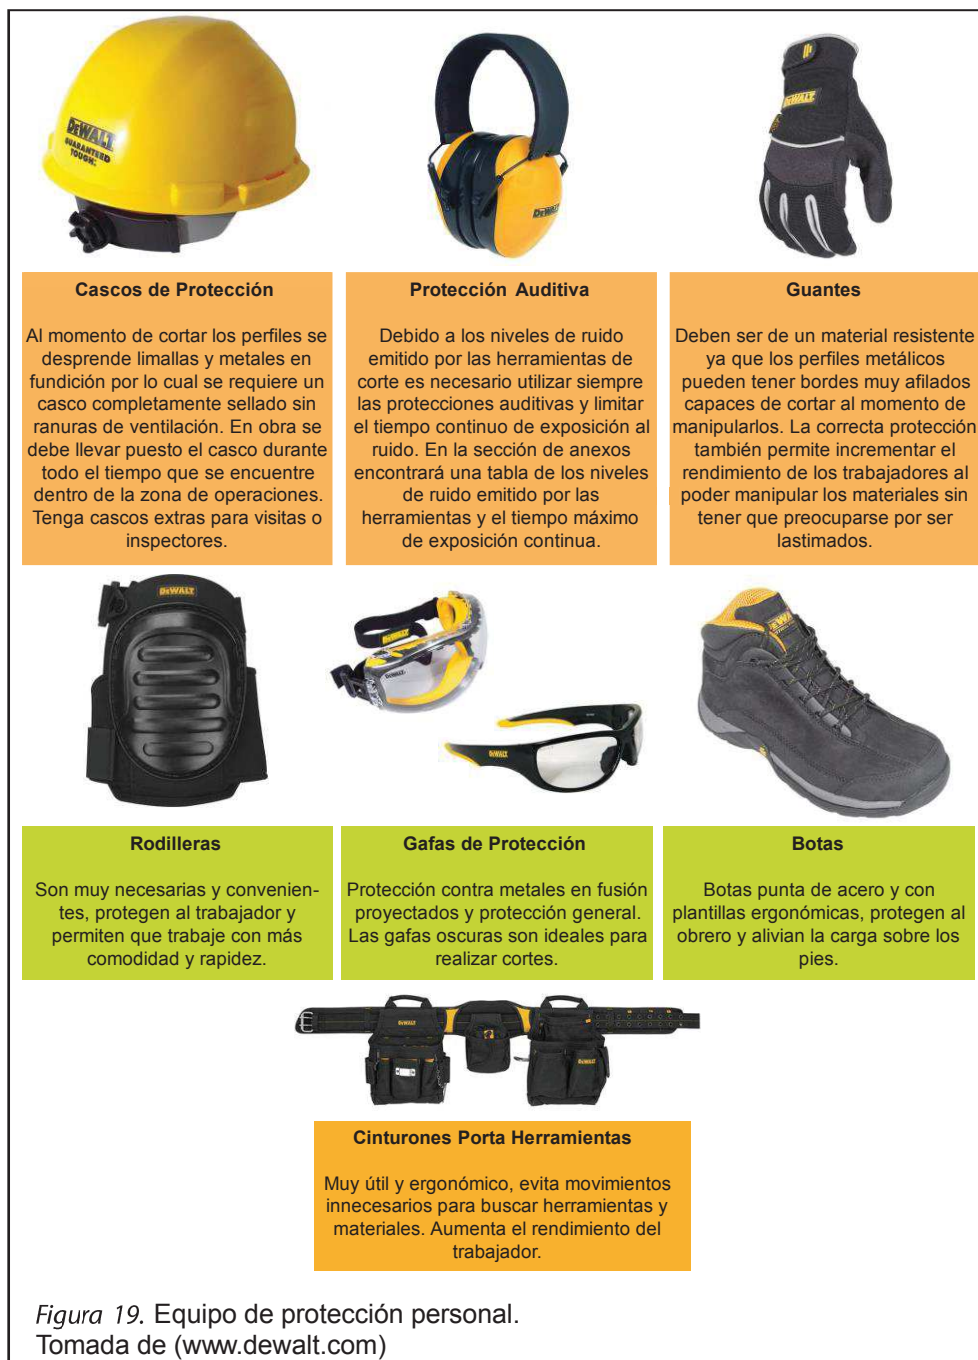 DEWALT
GUARANTEED
TOUGH.
DEWALT
DEWALT
Cascos de Protección
Al momento de cortar los perfiles se
desprende limallas y metales en
fundición por lo cual se requiere un
casco completamente sellado sin
ranuras de ventilación. En obra se
debe llevar puesto el casco durante
todo el tiempo que se encuentre
dentro de la zona de operaciones.
Tenga cascos extras para visitas o
inspectores.
Protección Auditiva
Debido a los niveles de ruido
emitido por las herramientas de
corte es necesario utilizar siempre
las protecciones auditivas y limitar
el tiempo continuo de exposición al
ruido. En la sección de anexos
encontrará una tabla de los niveles
de ruido emitido por las
herramientas y el tiempo máximo
de exposición continua.
Guantes
Deben ser de un material resistente
ya que los perfiles metálicos
pueden tener bordes muy afilados
capaces de cortar al momento de
manipularlos. La correcta protección
también permite incrementar el
rendimiento de los trabajadores al
poder manipular los materiales sin
tener que preocuparse por ser
lastimados.
DEWALT
DEWALT
DEWALT
DEWALT
DEWALT
Rodilleras
Son muy necesarias y convenien-
tes, protegen al trabajador y
permiten que trabaje con más
comodidad y rapidez.
Gafas de Protección
Protección contra metales en fusión
proyectados y protección general.
Las gafas oscuras son ideales para
realizar cortes.
Botas
Botas punta de acero y con
plantillas ergonómicas, protegen al
obrero y alivian la carga sobre los
pies.
DEWALT
DEWALT
Cinturones Porta Herramientas
Muy útil y ergonómico, evita movimientos
innecesarios para buscar herramientas y
materiales. Aumenta el rendimiento del
trabajador.
Figura 19. Equipo de protección personal.
Tomada de (www.dewalt.com)